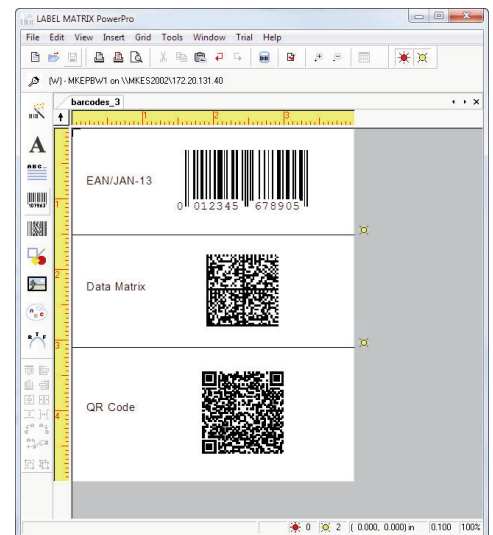 LABEL MATRIX PowerPro
File Edit View Insert Grid Tools Window Trial Help
(W) - MKEPBW1 on \\MKES2002\172.20.131.40
barcodes_3
1 2 3
A
ABC
1
EAN/JAN-13
0 012345 678905
2
Data Matrix
3
RTF
QR Code
4
0 2 ( 0.000, 0.000) in 0.100 100%